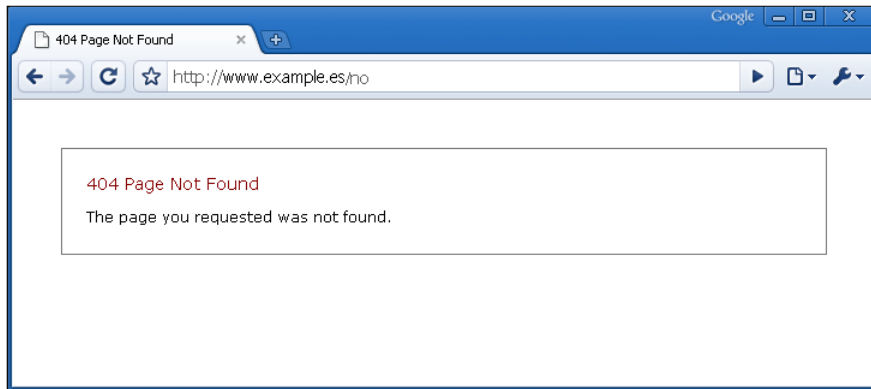 Google
404 Page Not Found
http://www.example.es/no
404 Page Not Found
The page you requested was not found.